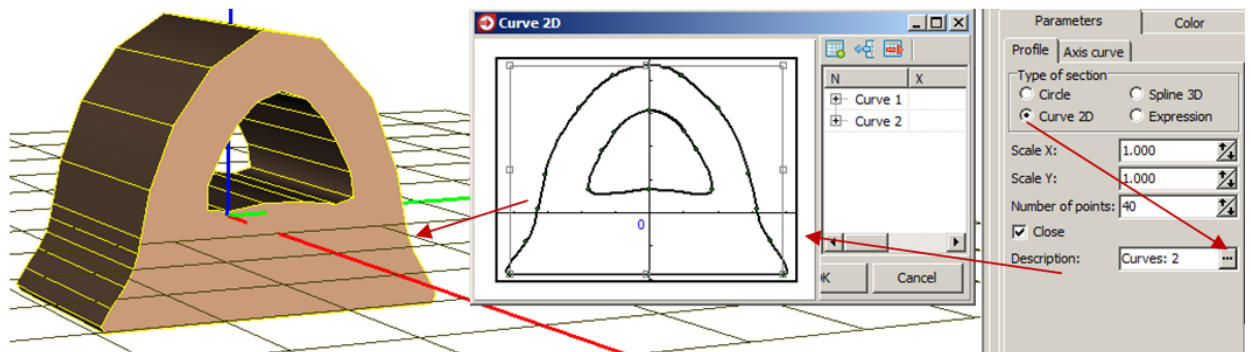 Curve 2D
N X
Curve 1
Curve 2
0
Cancel
Parameters Color
Profile Axis curve
Type of section
Circle Spline 3D
Curve 2D Expression
Scale X: 1.000
Scale Y: 1.000
Number of points: 40
Close
Description: Curves: 2 ...